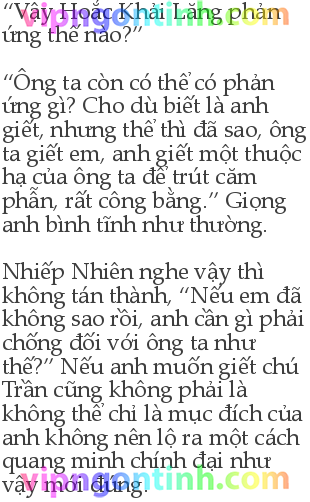 “Vậy Hoắc Khải Lăng phản
ứng thế nào?”
“Ông ta còn có thể có phản
ứng gì? Cho dù biết là anh
giết, nhưng thể thì đã sao, ông
ta giết em, anh giết một thuộc
hạ của ông ta để trút căm
phẫn, rất công bằng.” Giọng
anh bình tĩnh như thường.
Nhiếp Nhiên nghe vậy thì
không tán thành, “Nếu em đã
không sao rồi, anh cần gì phải
chống đối với ông ta như
thế?” Nếu anh muốn giết chú
Trần cũng không phải là
không thể chỉ là mục đích của
anh không nên lộ ra một cách
quang minh chính đại như
vậy mới đúng.
vipngontinh.com
vipngontinh.com